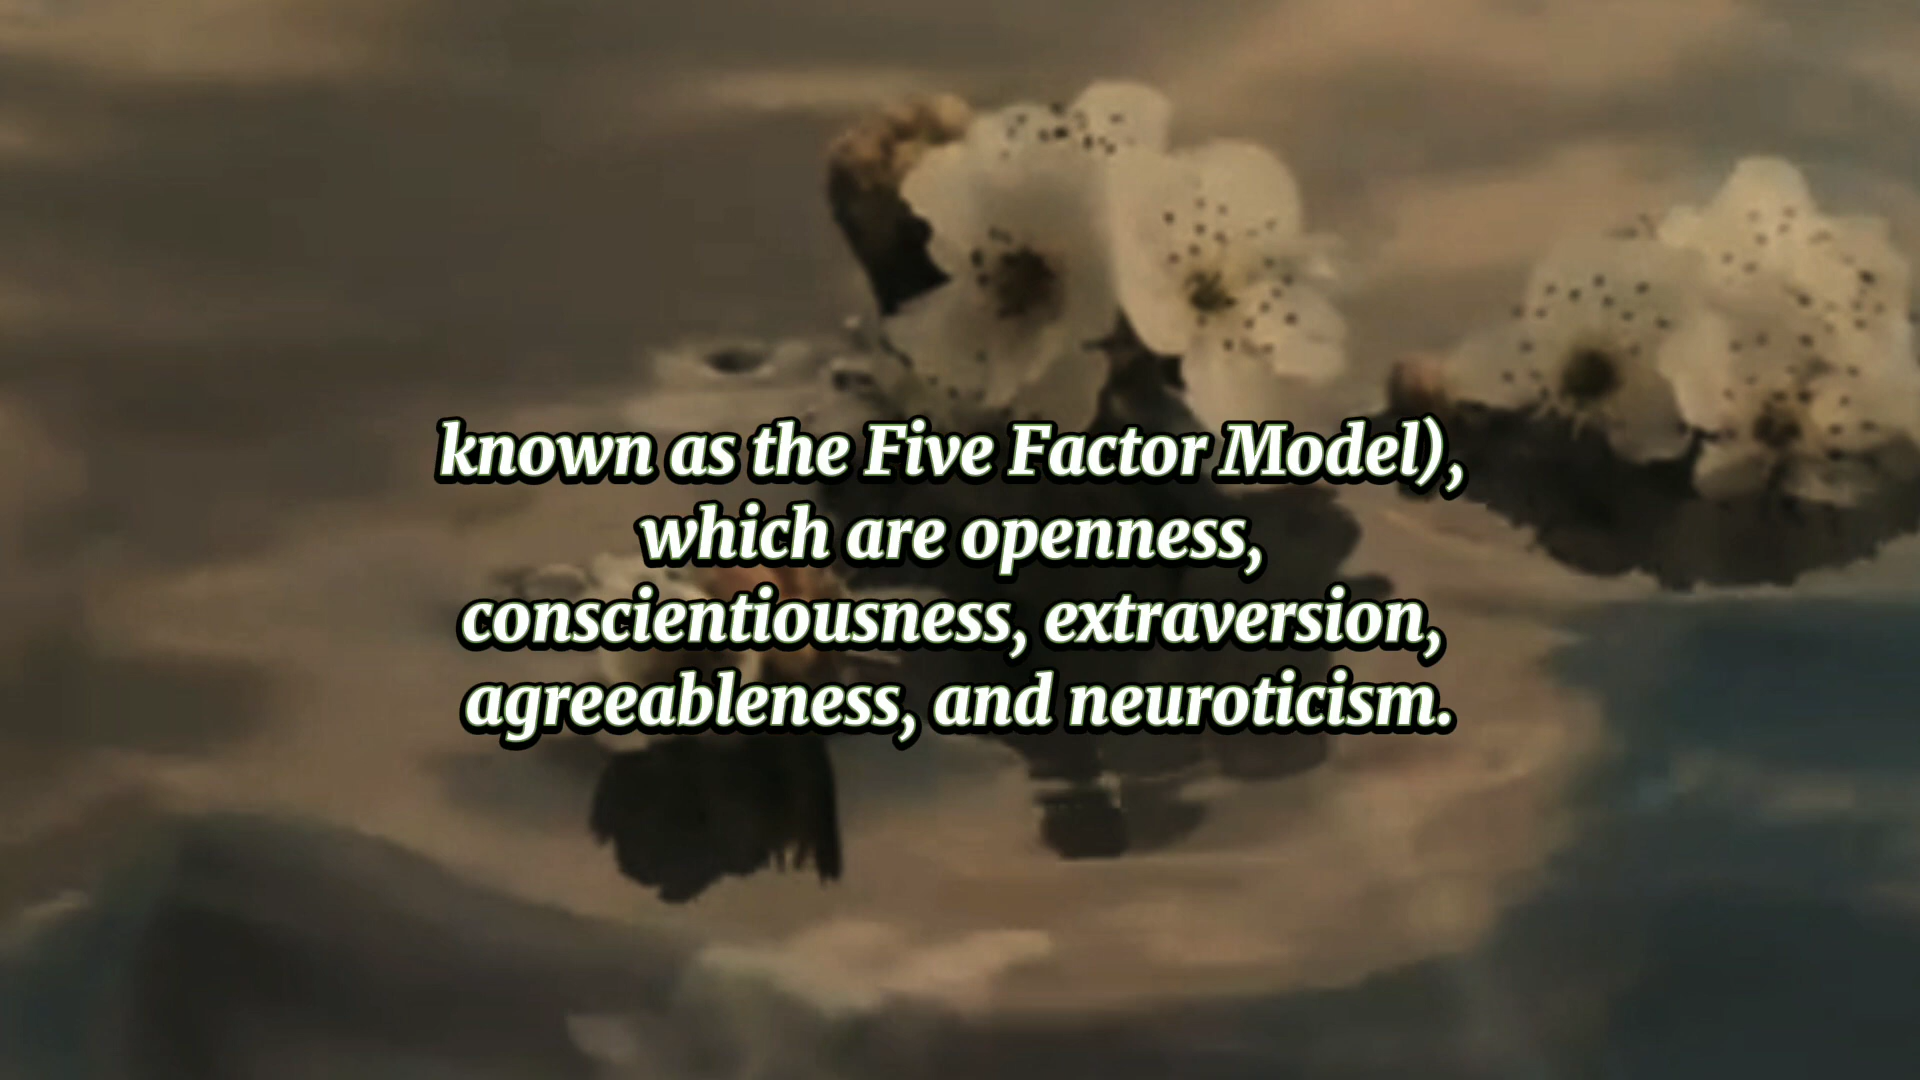 known as the Five Factor Model),
which are openness,
conscientiousness, extraversion,
agreeableness, and neuroticism.